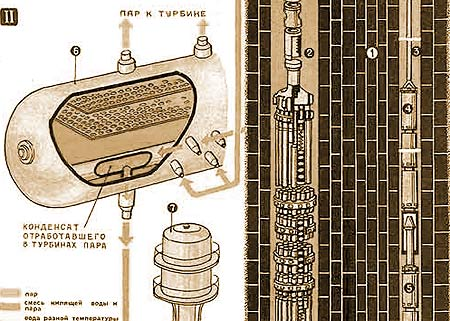 II
ПАР К ТУРБИНЕ
6
2
1
3
4
КОНДЕНСАТ
ОТРАБОТАВШЕГО
В ТУРБИНАХ ПАРА
7
5
пар
смесь кипящей воды и
пара
вода разной температуры